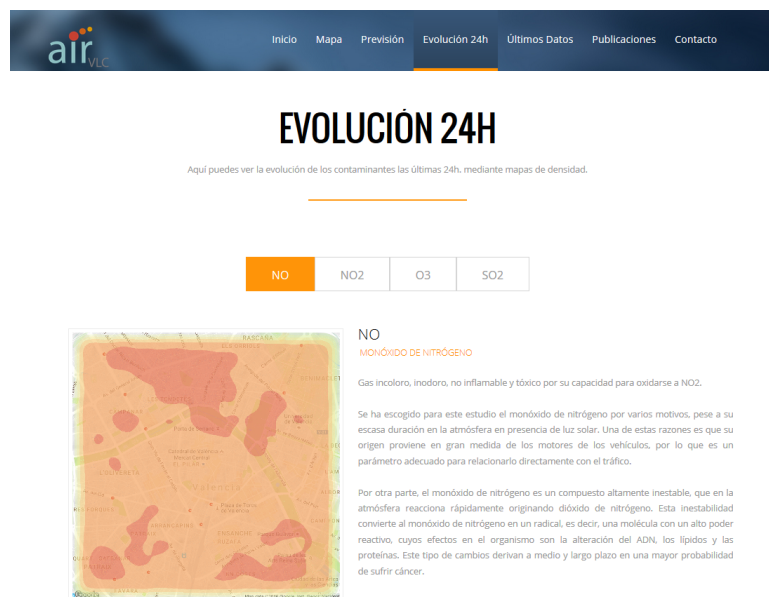 air VLC
Inicio Mapa Previsión Evolución 24h Últimos Datos Publicaciones Contacto
EVOLUCIÓN 24H
Aquí puedes ver la evolución de los contaminantes las últimas 24h. mediante mapas de densidad.
NO NO2 O3 SO2
NO
MONÓXIDO DE NITRÓGENO
Gas incoloro, inodoro, no inflamable y tóxico por su capacidad para oxidarse a NO2.
Se ha escogido para este estudio el monóxido de nitrógeno por varios motivos, pese a su
escasa duración en la atmósfera en presencia de luz solar. Una de estas razones es que su
origen proviene en gran medida de los motores de los vehículos, por lo que es un
parámetro adecuado para relacionarlo directamente con el tráfico.
Por otra parte, el monóxido de nitrógeno es un compuesto altamente inestable, que en la
atmósfera reacciona rápidamente originando dióxido de nitrógeno. Esta inestabilidad
convierte al monóxido de nitrógeno en un radical, es decir, una molécula con un alto poder
reactivo, cuyos efectos en el organismo son la alteración del ADN, los lípidos y las
proteínas. Este tipo de cambios derivan a medio y largo plazo en una mayor probabilidad
de sufrir cáncer.
RASCANYA
Valencia
EIXAMPLE
Google